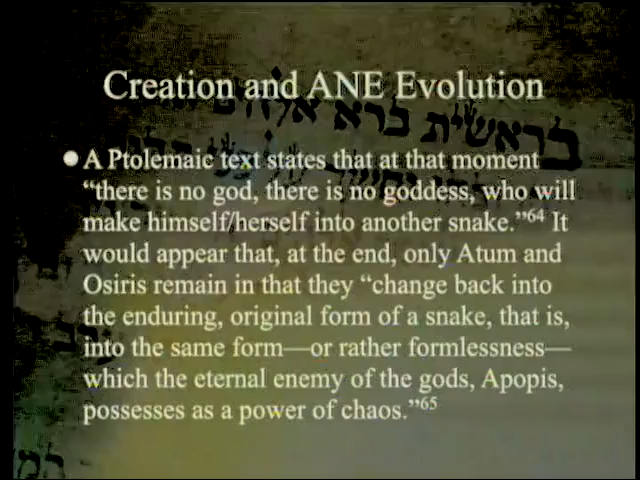 Creation and ANE Evolution
בראשית ברא אלהים
● A Ptolemaic text states that at that moment
“there is no god, there is no goddess, who will
make himself/herself into another snake.”64 It
would appear that, at the end, only Atum and
Osiris remain in that they “change back into
the enduring, original form of a snake, that is,
into the same form—or rather formlessness—
which the eternal enemy of the gods, Apopis,
possesses as a power of chaos.”65